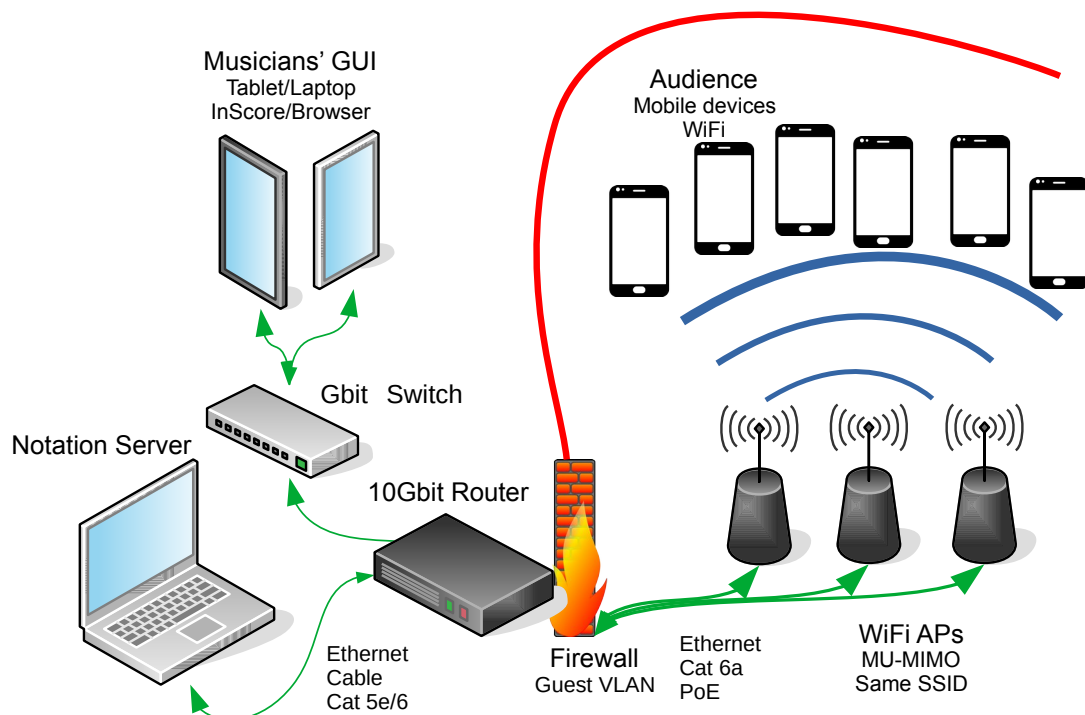 Musicians' GUI
Tablet/Laptop
InScore/Browser
Audience
Mobile devices
WiFi
Gbit Switch
Notation Server
10Gbit Router
Ethernet
Cable
Cat 5e/6
Firewall
Guest VLAN
Ethernet
Cat 6a
PoE
WiFi APs
MU-MIMO
Same SSID